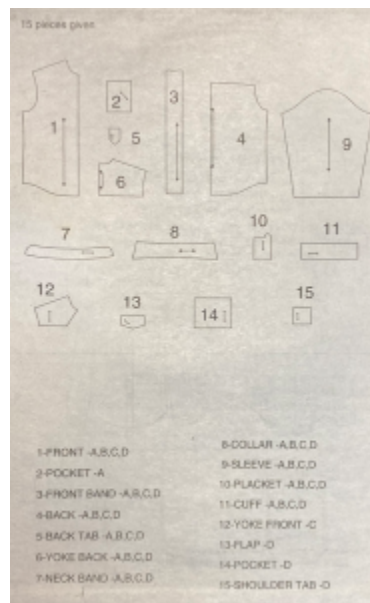 15 pieces given
1
2
3
4
5
6
7
8
9
10
11
12
13
14
15
1-FRONT -A,B,C,D
2-POCKET -A
3-FRONT BAND -A,B,C,D
4-BACK -A,B,C,D
5-BACK TAB -A,B,C,D
6-YOKE BACK -A,B,C,D
7-NECK BAND -A,B,C,D
8-COLLAR -A,B,C,D
9-SLEEVE -A,B,C,D
10-PLACKET -A,B,C,D
11-CUFF -A,B,C,D
12-YOKE FRONT -C
13-FLAP -D
14-POCKET -D
15-SHOULDER TAB -D